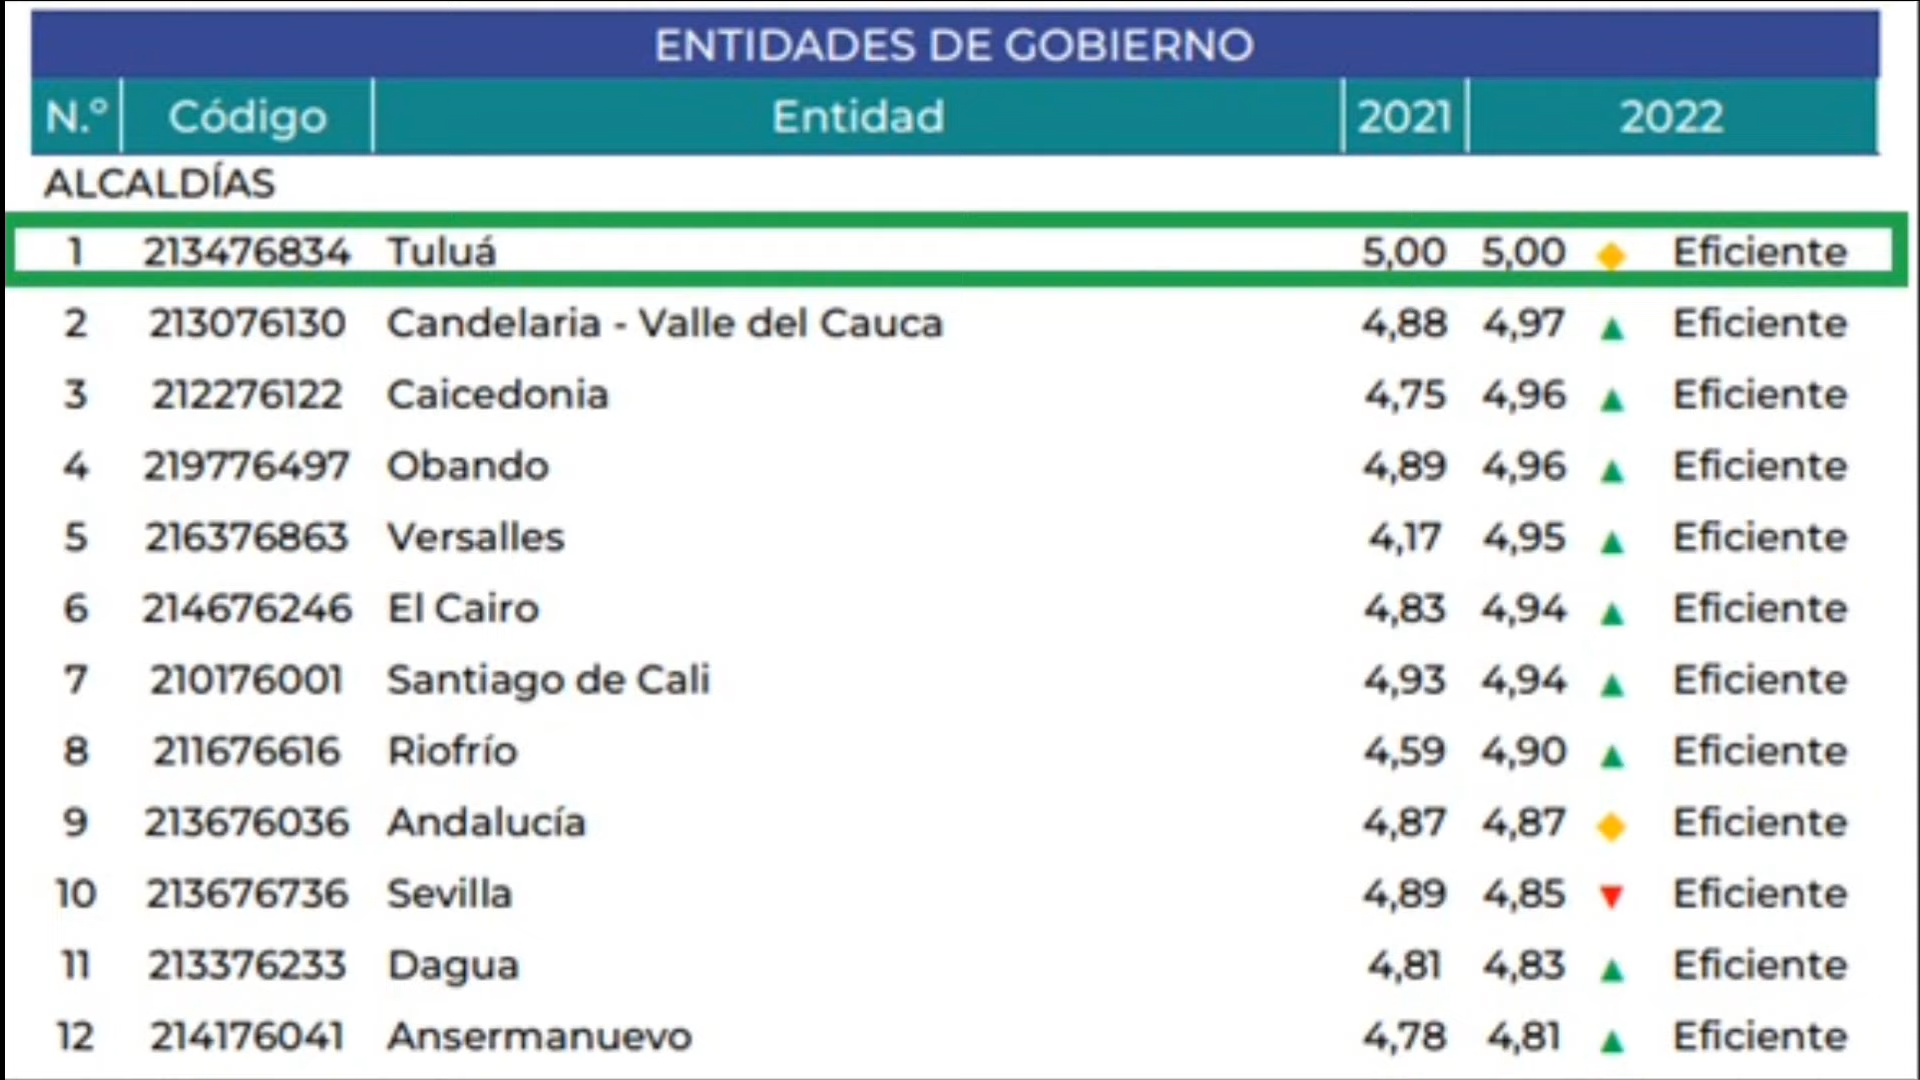 ENTIDADES DE GOBIERNO
N.º Código Entidad 2021 2022
ALCALDÍAS
1 213476834 Tuluá 5,00 5,00 Eficiente
2 213076130 Candelaria - Valle del Cauca 4,88 4,97 Eficiente
3 212276122 Caicedonia 4,75 4,96 Eficiente
4 219776497 Obando 4,89 4,96 Eficiente
5 216376863 Versalles 4,17 4,95 Eficiente
6 214676246 El Cairo 4,83 4,94 Eficiente
7 210176001 Santiago de Cali 4,93 4,94 Eficiente
8 211676616 Riofrío 4,59 4,90 Eficiente
9 213676036 Andalucía 4,87 4,87 Eficiente
10 213676736 Sevilla 4,89 4,85 Eficiente
11 213376233 Dagua 4,81 4,83 Eficiente
12 214176041 Ansermanuevo 4,78 4,81 Eficiente